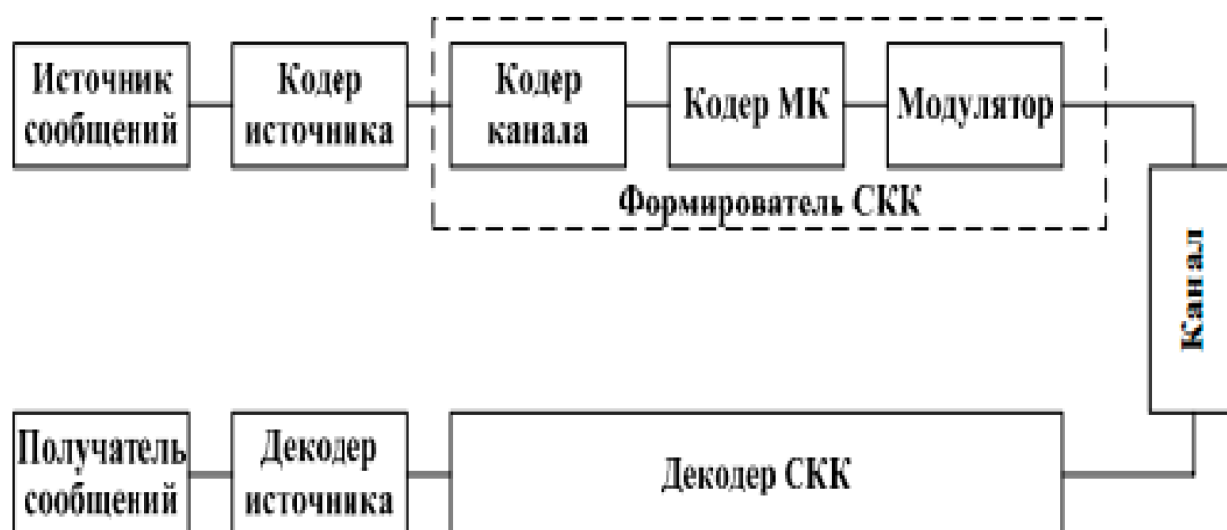 Источник
сообщений
Кодер
источника
Кодер
канала
Кодер МК
Модулятор
Формирователь СКК
Канал
Получатель
сообщений
Декодер
источника
Декодер СКК